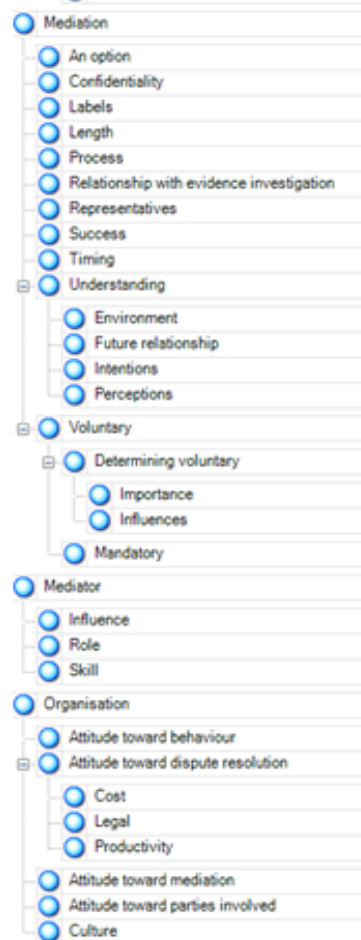 Mediation
An option
Confidentiality
Labels
Length
Process
Relationship with evidence investigation
Representatives
Success
Timing
Understanding
Environment
Future relationship
Intentions
Perceptions
Voluntary
Determining voluntary
Importance
Influences
Mandatory
Mediator
Influence
Role
Skill
Organisation
Attitude toward behaviour
Attitude toward dispute resolution
Cost
Legal
Productivity
Attitude toward mediation
Attitude toward parties involved
Culture